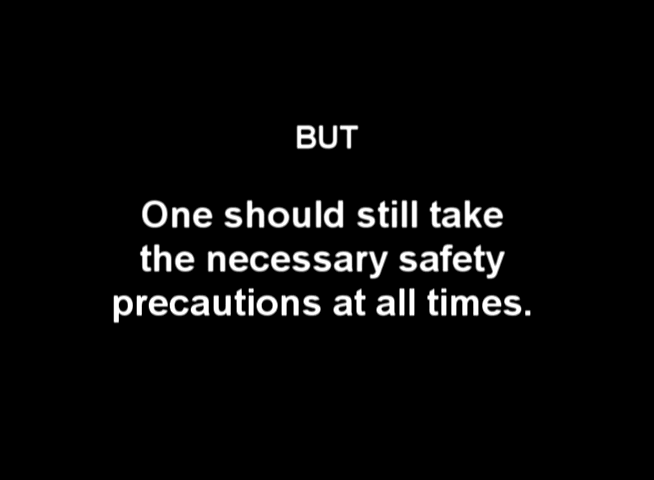 BUT
One should still take
the necessary safety
precautions at all times.